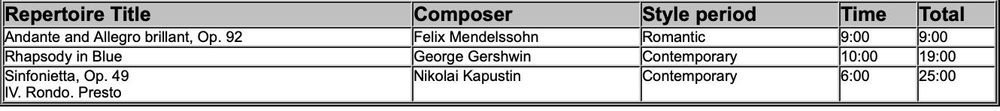 Repertoire Title Composer Style period Time Total
Andante and Allegro brillant, Op. 92 Felix Mendelssohn Romantic 9:00 9:00
Rhapsody in Blue George Gershwin Contemporary 10:00 19:00
Sinfonietta, Op. 49 Nikolai Kapustin Contemporary 6:00 25:00
IV. Rondo. Presto